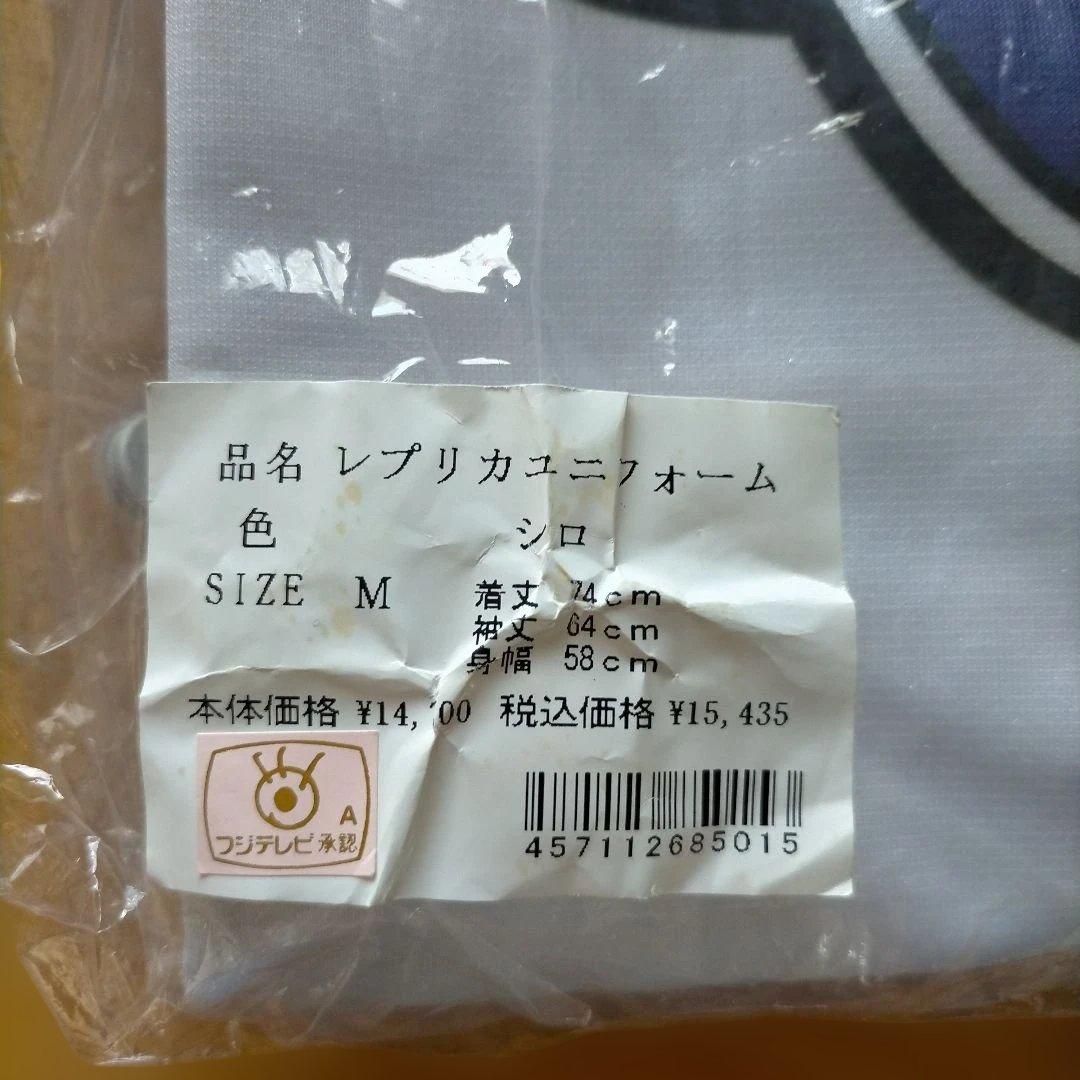 品名 レプリカユニフォーム
色 シロ
SIZE M 着丈 74cm
袖丈 64cm
身幅 58cm
本体価格 ¥14, 00 税込価格 ¥15,435
A
フジテレビ承認
457112685015